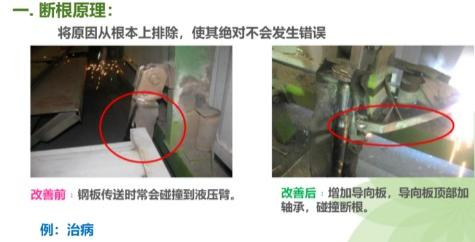 一. 断根原理：
将原因从根本上排除，使其绝对不会发生错误
改善前：钢板传送时常会碰撞到液压臂。
改善后：增加导向板，导向板顶部加
轴承，碰撞断根。
例：治病